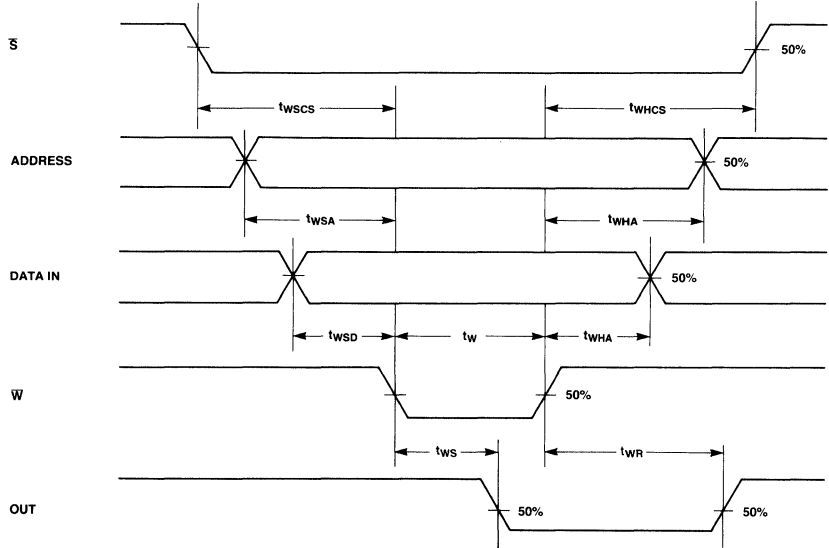 S̅
50%
tWSCS
tWHCS
ADDRESS
50%
tWSA
tWHA
DATA IN
50%
tWSD
tW
tWHA
W̅
50%
tWS
tWR
OUT
50%
50%